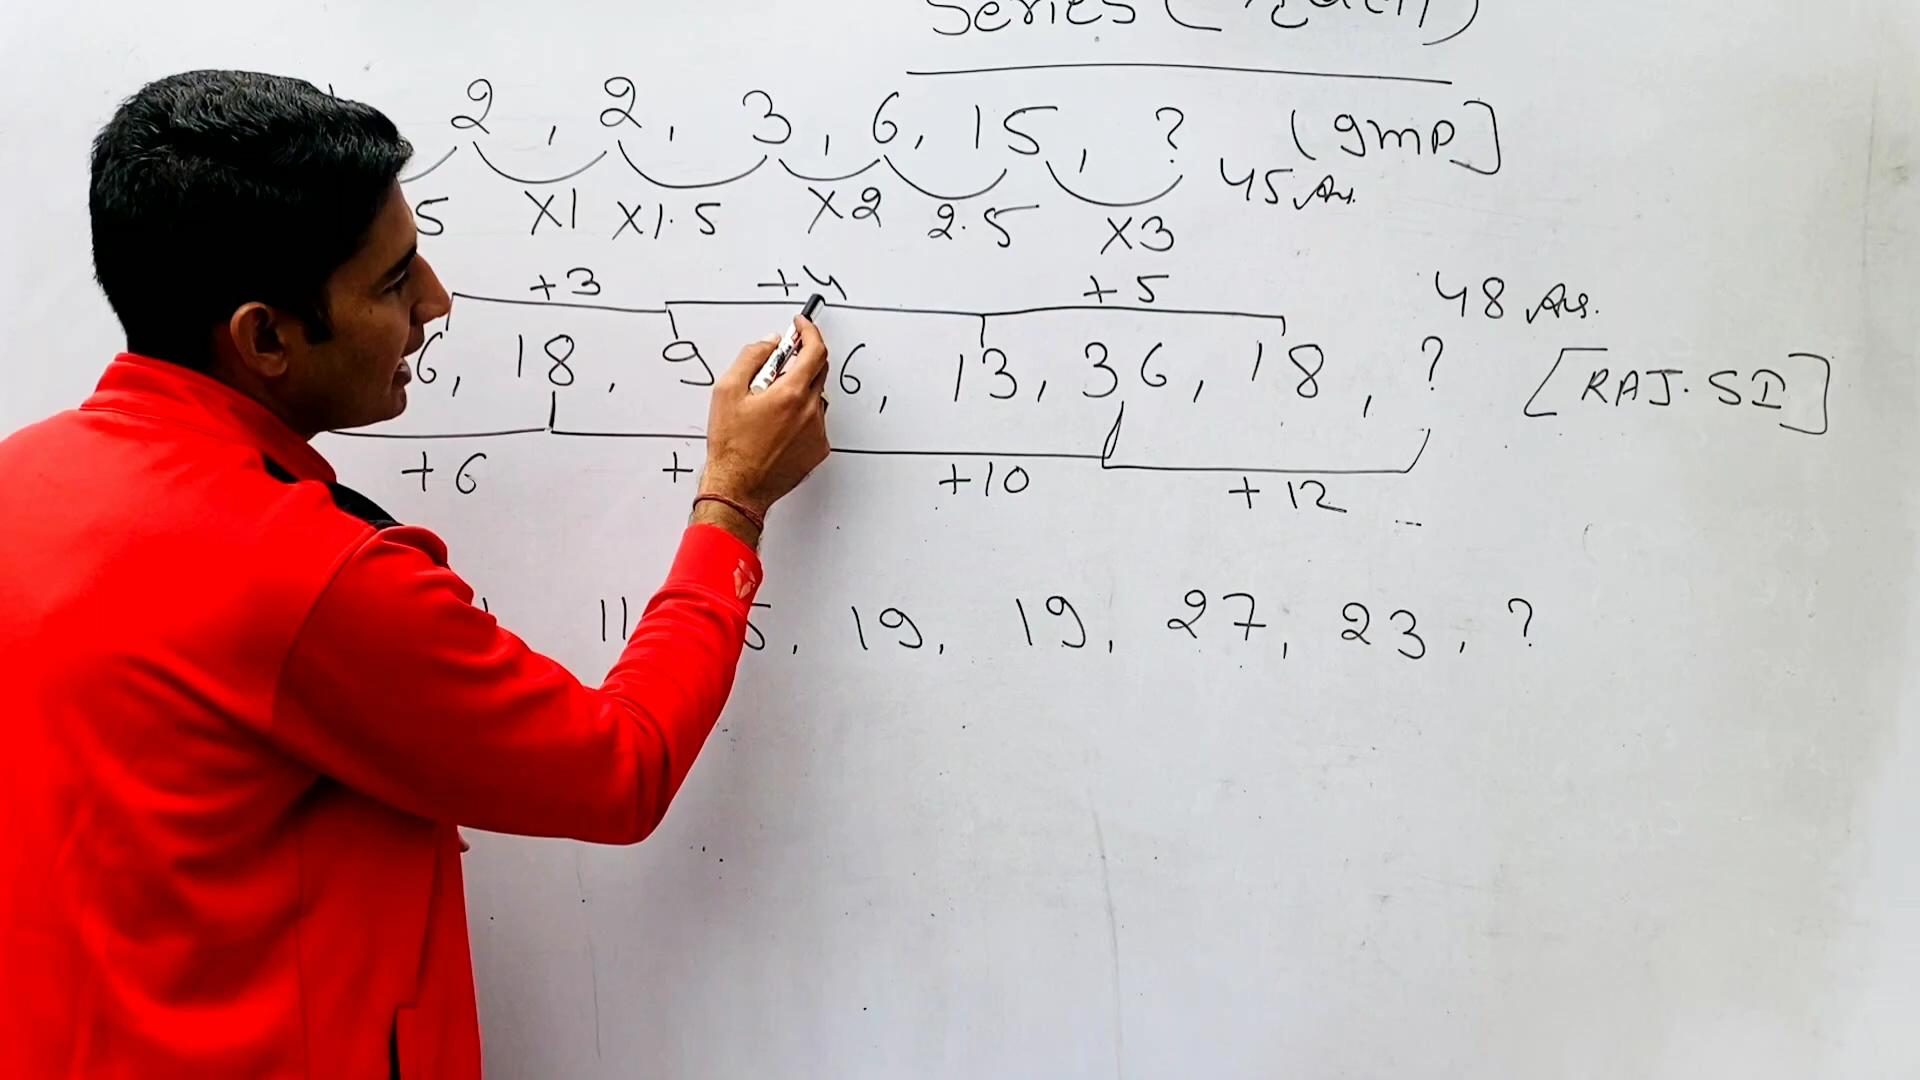 Series (
2, 2, 3, 6, 15, ? (gmp]
45 Ans.
5 X1 X1.5 X2 2.5 X3
+3 +4 +5
48 Ans.
6, 18, 9 6, 13, 36, 18, ? [RAJ. SI]
+6 + +10 +12
11 5, 19, 19, 27, 23, ?